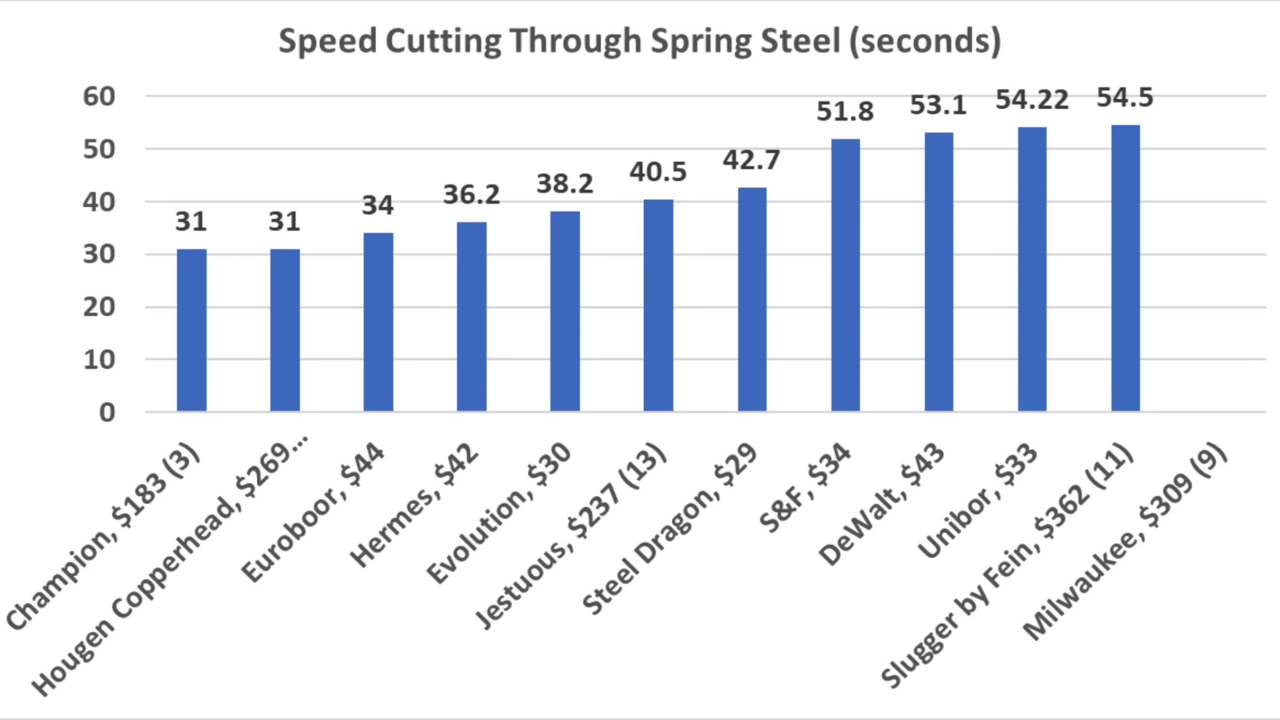 Speed Cutting Through Spring Steel (seconds)
60
50
40
30
20
10
0
31
31
34
36.2
38.2
40.5
42.7
51.8
53.1
54.22
54.5
Champion, $183 (3)
Hougen Copperhead, $269...
Euroboor, $44
Hermes, $42
Evolution, $30
Jestuous, $237 (13)
Steel Dragon, $29
S&F, $34
DeWalt, $43
Unibor, $33
Slugger by Fein, $362 (11)
Milwaukee, $309 (9)